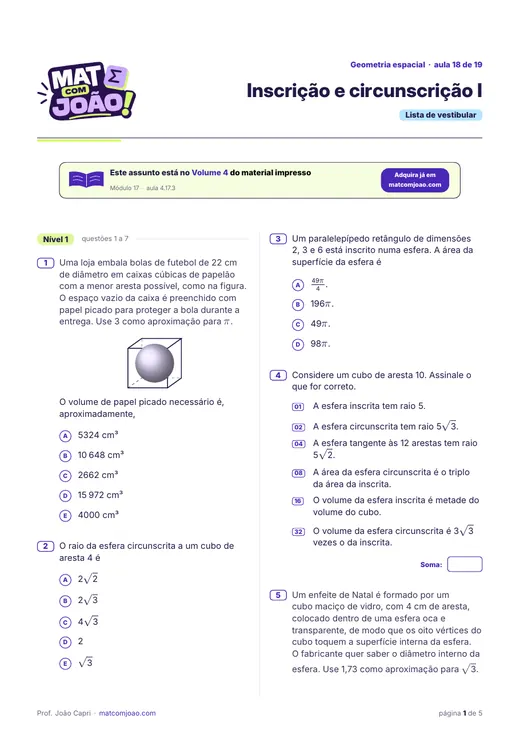 MAT Σ
COM
JOÃO!
Geometria espacial · aula 18 de 19
Inscrição e circunscrição I
Lista de vestibular
Este assunto está no Volume 4 do material impresso
Módulo 17 · aula 4.17.3
Adquira já em
matcomjoao.com
Nível 1 questões 1 a 7
1 Uma loja embala bolas de futebol de 22 cm
de diâmetro em caixas cúbicas de papelão
com a menor aresta possível, como na figura.
O espaço vazio da caixa é preenchido com
papel picado para proteger a bola durante a
entrega. Use 3 como aproximação para π.
O volume de papel picado necessário é,
aproximadamente,
A 5324 cm³
B 10 648 cm³
C 2662 cm³
D 15 972 cm³
E 4000 cm³
2 O raio da esfera circunscrita a um cubo de
aresta 4 é
A 2√2
B 2√3
C 4√3
D 2
E √3
3 Um paralelepípedo retângulo de dimensões
2, 3 e 6 está inscrito numa esfera. A área da
superfície da esfera é
A 49π/4.
B 196π.
C 49π.
D 98π.
4 Considere um cubo de aresta 10. Assinale o
que for correto.
01 A esfera inscrita tem raio 5.
02 A esfera circunscrita tem raio 5√3.
04 A esfera tangente às 12 arestas tem raio
5√2.
08 A área da esfera circunscrita é o triplo
da área da inscrita.
16 O volume da esfera inscrita é metade do
volume do cubo.
32 O volume da esfera circunscrita é 3√3
vezes o da inscrita.
Soma:
5 Um enfeite de Natal é formado por um
cubo maciço de vidro, com 4 cm de aresta,
colocado dentro de uma esfera oca e
transparente, de modo que os oito vértices do
cubo toquem a superfície interna da esfera.
O fabricante quer saber o diâmetro interno da
esfera. Use 1,73 como aproximação para √3.
Prof. João Capri · matcomjoao.com
página 1 de 5